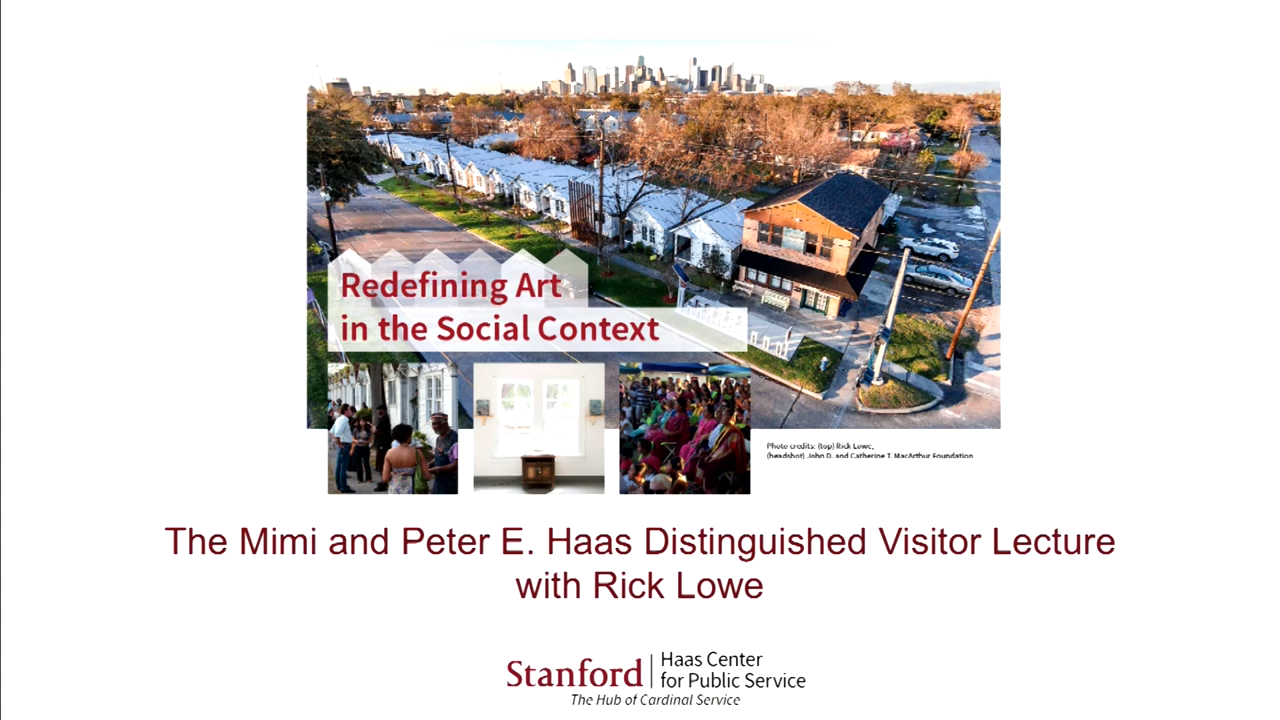 Redefining Art
in the Social Context
Photo credits: (top) Rick Lowe,
(headshot) John D. and Catherine T. MacArthur Foundation
The Mimi and Peter E. Haas Distinguished Visitor Lecture
with Rick Lowe
Stanford
Haas Center
for Public Service
The Hub of Cardinal Service